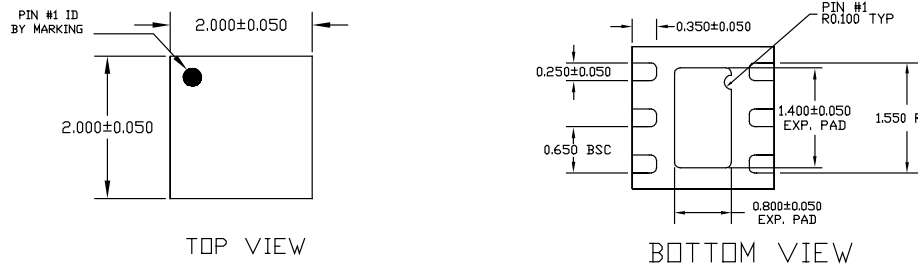 PIN #1 ID
BY MARKING
2.000±0.050
2.000±0.050
TOP VIEW
PIN #1
R0.100 TYP
0.350±0.050
0.250±0.050
1.400±0.050
EXP. PAD
1.550
0.650 BSC
0.800±0.050
EXP. PAD
BOTTOM VIEW